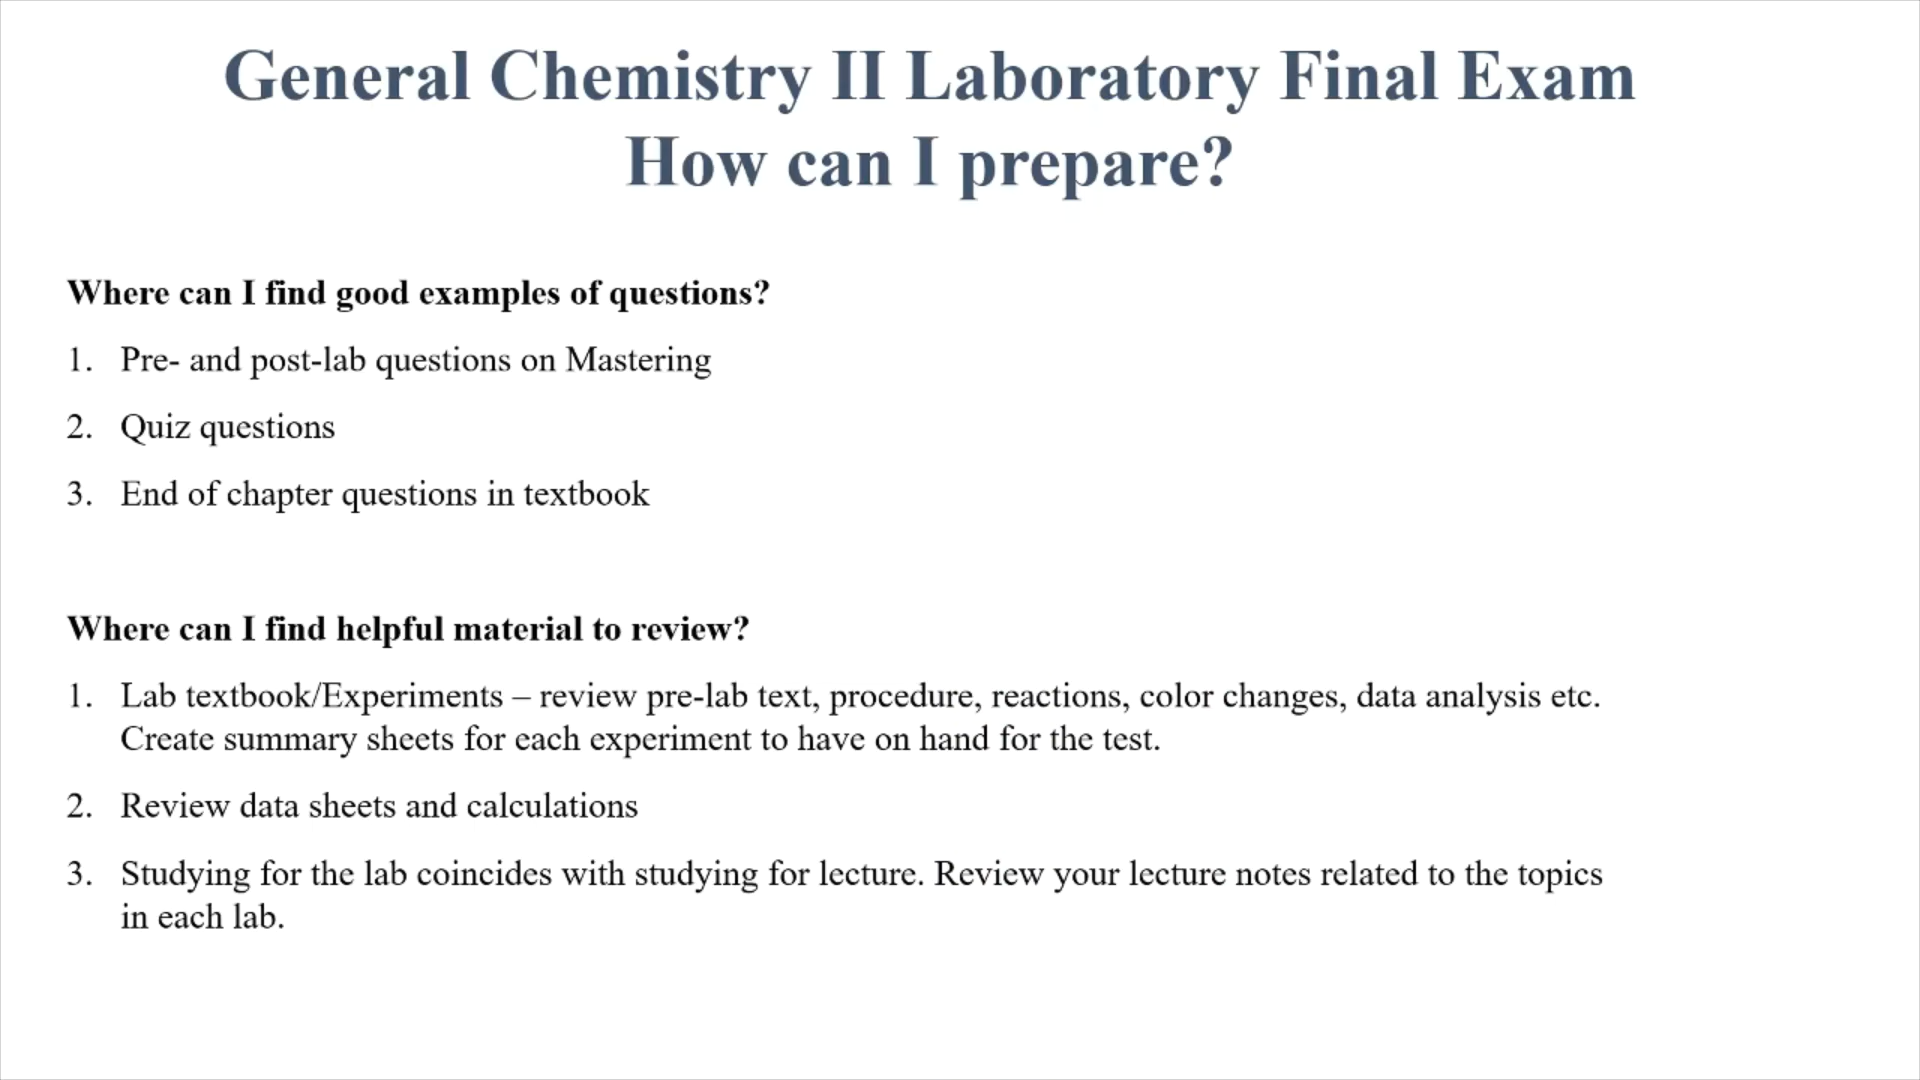 General Chemistry II Laboratory Final Exam
How can I prepare?
Where can I find good examples of questions?
1. Pre- and post-lab questions on Mastering
2. Quiz questions
3. End of chapter questions in textbook
Where can I find helpful material to review?
1. Lab textbook/Experiments – review pre-lab text, procedure, reactions, color changes, data analysis etc.
Create summary sheets for each experiment to have on hand for the test.
2. Review data sheets and calculations
3. Studying for the lab coincides with studying for lecture. Review your lecture notes related to the topics
in each lab.